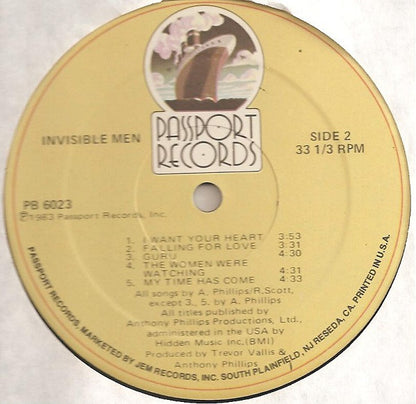 PASSPORT
RECORDS
INVISIBLE MEN
SIDE 2
33 1/3 RPM
PB 6023
℗1983 Passport Records, Inc.
1. I WANT YOUR HEART 3:53
2. FALLING FOR LOVE 3:31
3. GURU 4:30
4. THE WOMEN WERE
WATCHING 4:31
5. MY TIME HAS COME 4:33
All songs by A. Phillips/R,Scott,
except 3., 5. by A. Phillips
All titles published by
Anthony Phillips Productions, Ltd.,
administered in the USA by
Hidden Music Inc.(BMI)
Produced by Trevor Vallis &
Anthony Phillips
PASSPORT RECORDS, MARKETED BY JEM RECORDS, INC. SOUTH PLAINFIELD, NJ RESEDA, CA. PRINTED IN U.S.A.